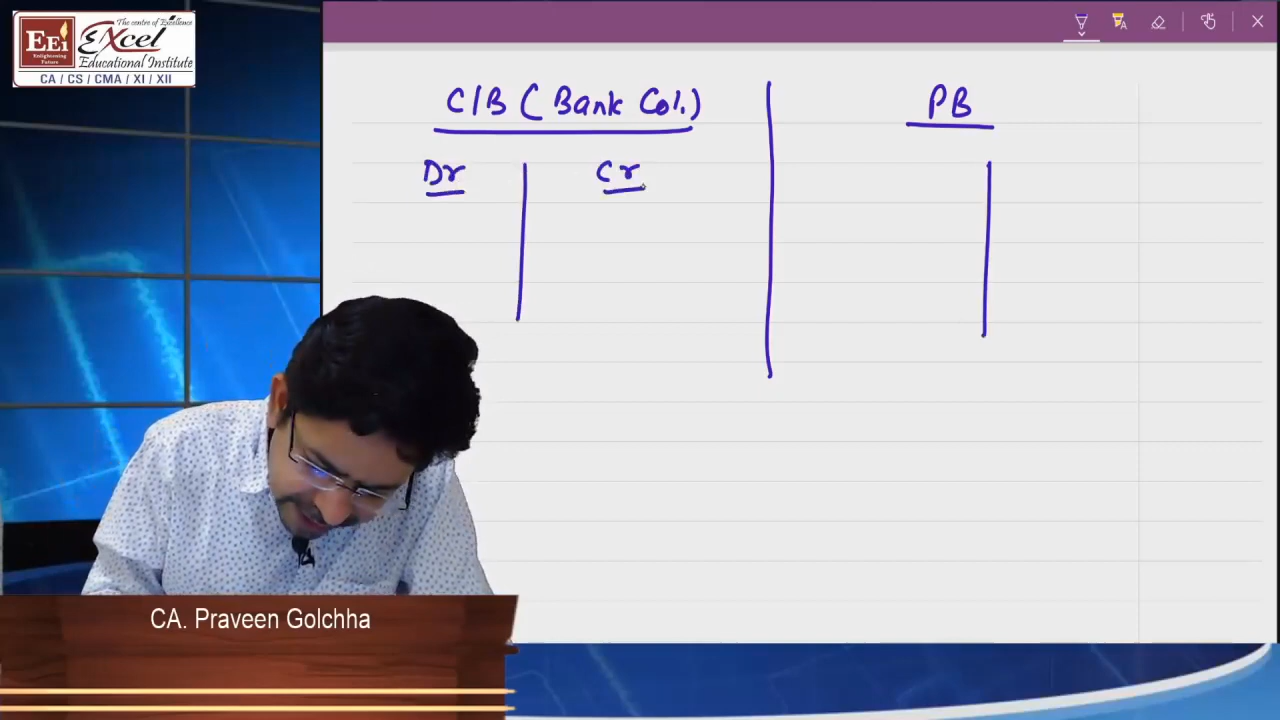 The centre of Excellence
EEi
Enlightening
Future
Excel
Educational Institute
CA / CS / CMA / XI / XII
C/B ( Bank Col. )
PB
Dr
Cr
CA. Praveen Golchha